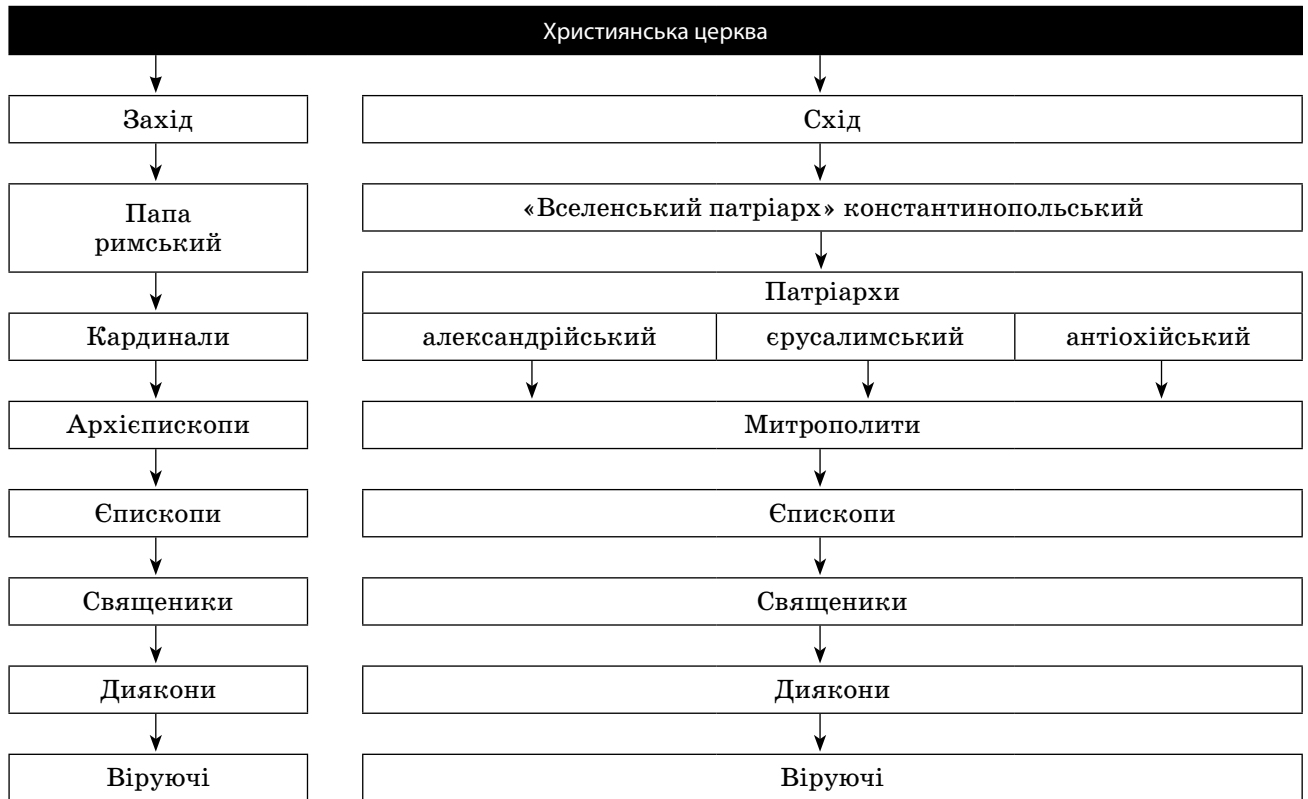 Християнська церква
Захід
Схід
Папа
римський
«Вселенський патріарх» константинопольський
Патріархи
Кардинали
александрійський
єрусалимський
антіохійський
Архієпископи
Митрополити
Єпископи
Єпископи
Священики
Священики
Диякони
Диякони
Віруючі
Віруючі